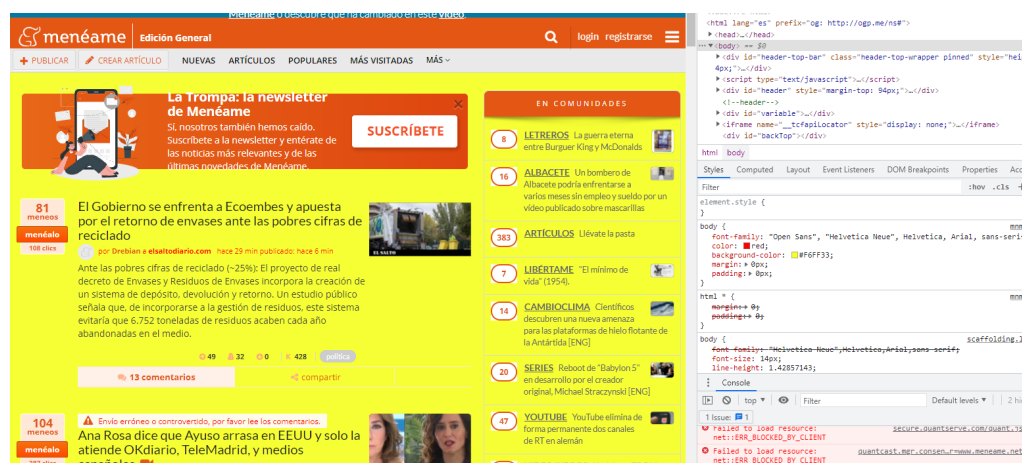 Menéame o descubre qué ha cambiado en este vídeo.
menéame Edición General
login registrarse
PUBLICAR CREAR ARTÍCULO NUEVAS ARTÍCULOS POPULARES MÁS VISITADAS MÁS
La Trompa: la newsletter
de Menéame
Sí, nosotros también hemos caído.
Suscríbete a la newsletter y entérate de
las noticias más relevantes y de las
últimas novedades de Menéame.
SUSCRÍBETE
81
meneos
menéalo
108 clics
El Gobierno se enfrenta a Ecoembes y apuesta
por el retorno de envases ante las pobres cifras de
reciclado
por Drebian a elsaltodiario.com hace 29 min publicado: hace 6 min
Ante las pobres cifras de reciclado (~25%): El proyecto de real
decreto de Envases y Residuos de Envases incorpora la creación de
un sistema de depósito, devolución y retorno. Un estudio público
señala que, de incorporarse a la gestión de residuos, este sistema
evitaría que 6.752 toneladas de residuos acaben cada año
abandonadas en el medio.
EL SALTO
49 32 0 K 428 política
13 comentarios compartir
104
meneos
menéalo
Envío erróneo o controvertido, por favor lee los comentarios.
Ana Rosa dice que Ayuso arrasa en EEUU y solo la
atiende OKdiario, TeleMadrid, y medios
españoles
EN COMUNIDADES
8 LETREROS La guerra eterna
entre Burguer King y McDonalds
16 ALBACETE Un bombero de
Albacete podría enfrentarse a
varios meses sin empleo y sueldo por un
vídeo publicado sobre mascarillas
383 ARTÍCULOS Llévate la pasta
7 LIBÉRTAME "El mínimo de
vida" (1954).
14 CAMBIOCLIMA Científicos
descubren una nueva amenaza
para las plataformas de hielo flotante de
la Antártida [ENG]
20 SERIES Reboot de "Babylon 5"
en desarrollo por el creador
original, Michael Straczynski [ENG]
47 YOUTUBE YouTube elimina de
forma permanente dos canales
de RT en alemán
<html lang="es" prefix="og: http://ogp.me/ns#">
<head>…</head>
<body> == $0
<div id="header-top-bar" class="header-top-wrapper pinned" style="hei
4px;">…</div>
<script type="text/javascript">…</script>
<div id="header" style="margin-top: 94px;">…</div>
<!--header-->
<div id="variable">…</div>
<iframe name="__tcfapiLocator" style="display: none;">…</iframe>
<div id="backTop"></div>
html body
Styles Computed Layout Event Listeners DOM Breakpoints Properties Acc
Filter :hov .cls +
element.style {
}
body { mnm
font-family: "Open Sans", "Helvetica Neue", Helvetica, Arial, sans-seri
color: red;
background-color: #F6FF33;
margin: 0px;
padding: 0px;
}
html * { mnm
margin: 0;
padding: 0;
}
body { scaffolding.l
font-family: "Helvetica Neue",Helvetica,Arial,sans-serif;
font-size: 14px;
line-height: 1.42857143;
Console
top Filter Default levels 2 hi
1 Issue: 1
Failed to load resource: secure.quantserve.com/quant.js
net::ERR_BLOCKED_BY_CLIENT
Failed to load resource: quantcast.mgr.consen…r=www.meneame.net
net::ERR_BLOCKED_BY_CLIENT